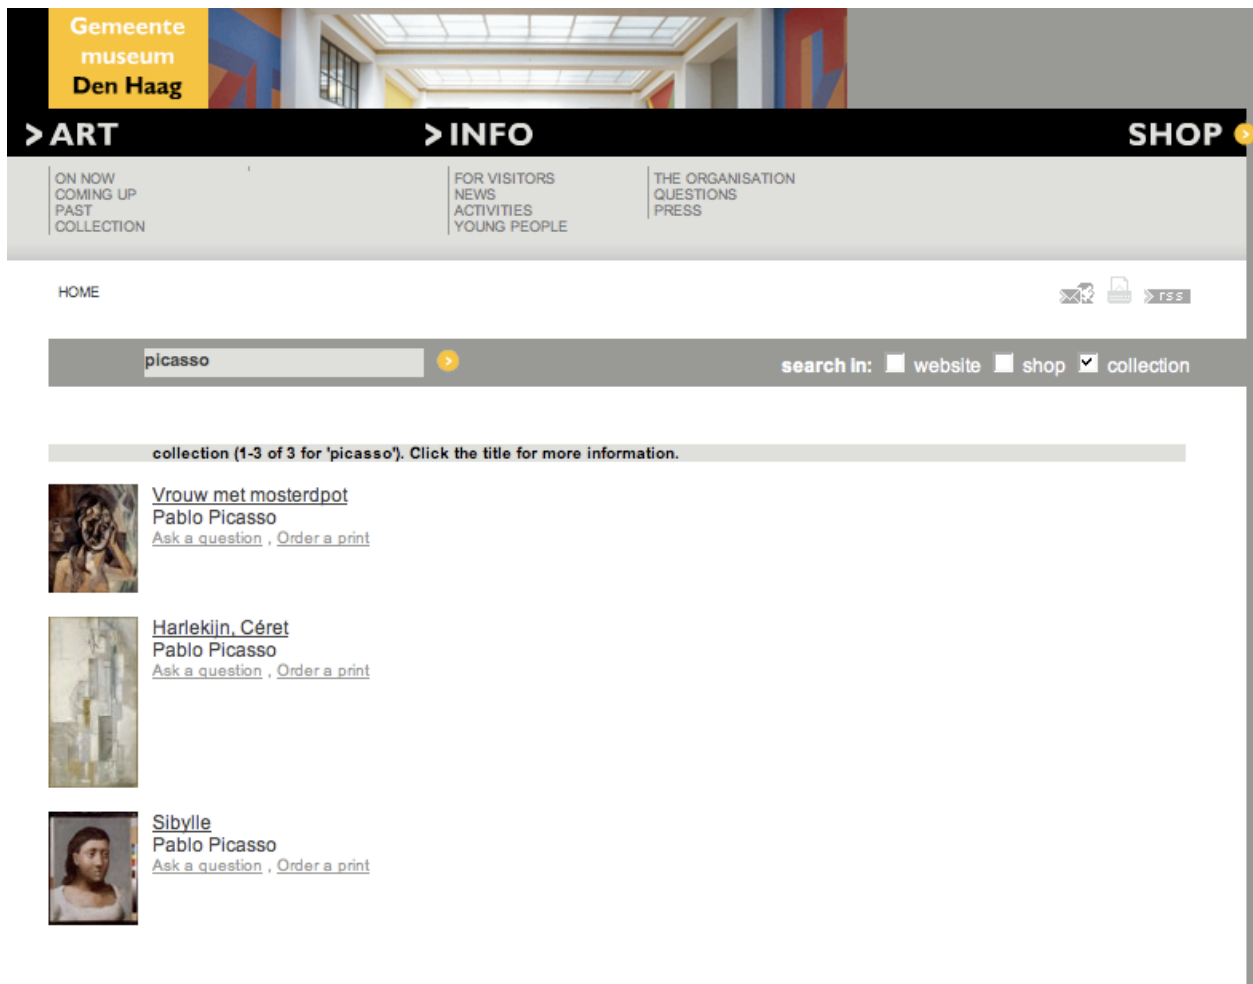 Gemeente
museum
Den Haag
>ART
>INFO
SHOP
ON NOW
COMING UP
PAST
COLLECTION
FOR VISITORS
NEWS
ACTIVITIES
YOUNG PEOPLE
THE ORGANISATION
QUESTIONS
PRESS
HOME
rss
picasso
search in: website shop collection
collection (1-3 of 3 for 'picasso'). Click the title for more information.
Vrouw met mosterdpot
Pablo Picasso
Ask a question , Order a print
Harlekijn, Céret
Pablo Picasso
Ask a question , Order a print
Sibylle
Pablo Picasso
Ask a question , Order a print